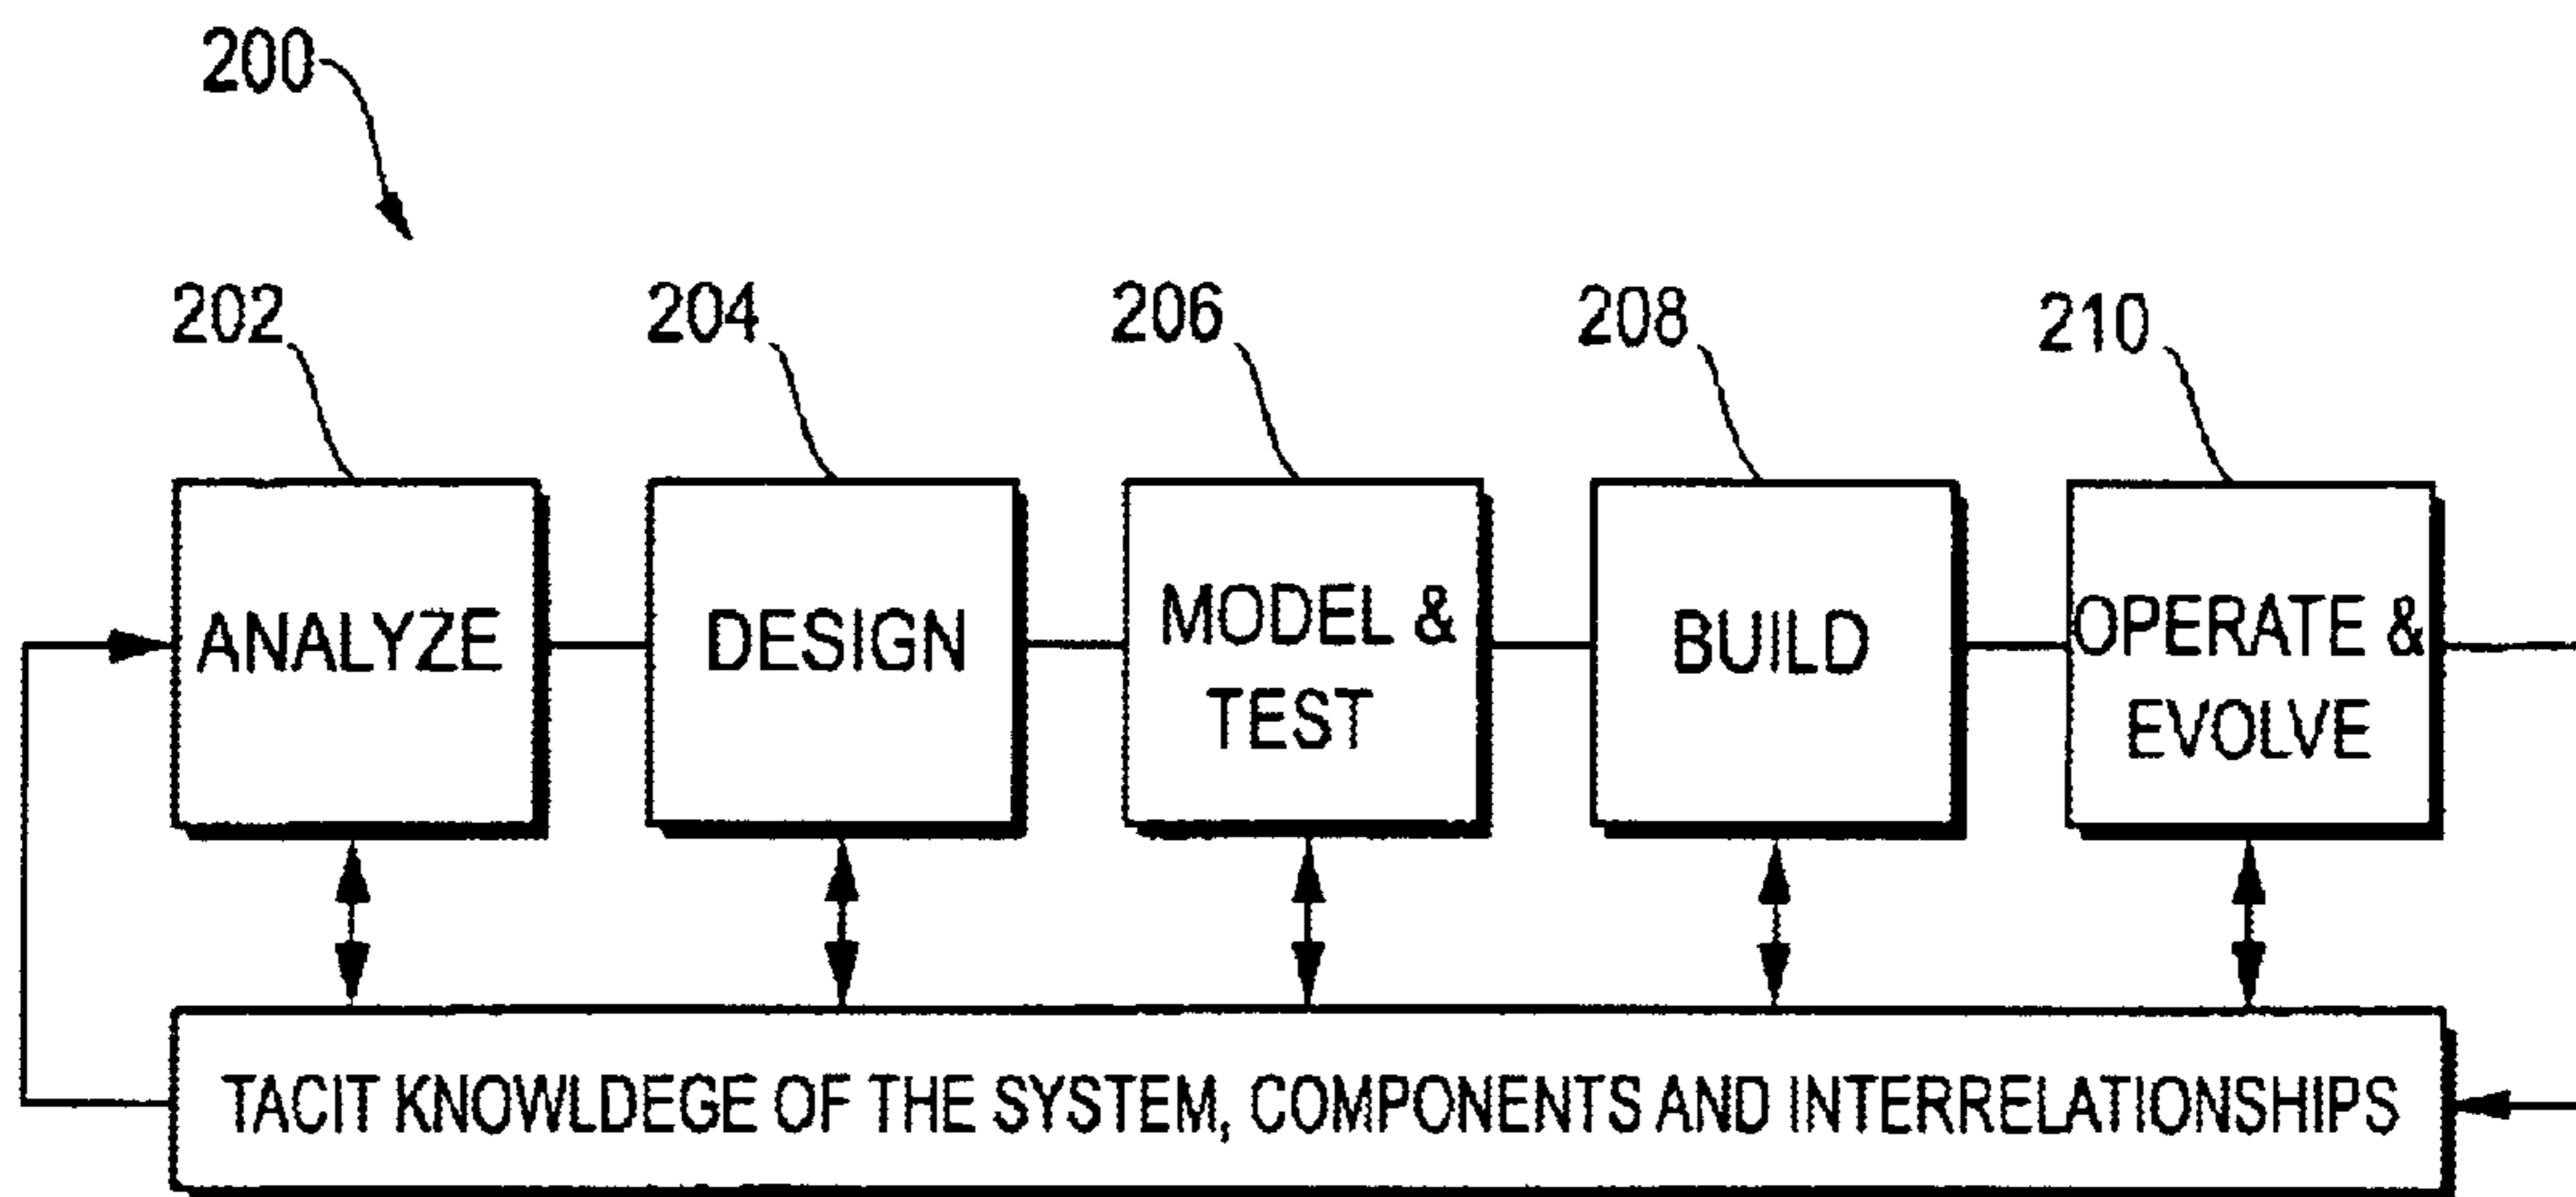 200
202
204
206
208
210
ANALYZE
DESIGN
MODEL &
TEST
BUILD
OPERATE &
EVOLVE
TACIT KNOWLDEGE OF THE SYSTEM, COMPONENTS AND INTERRELATIONSHIPS